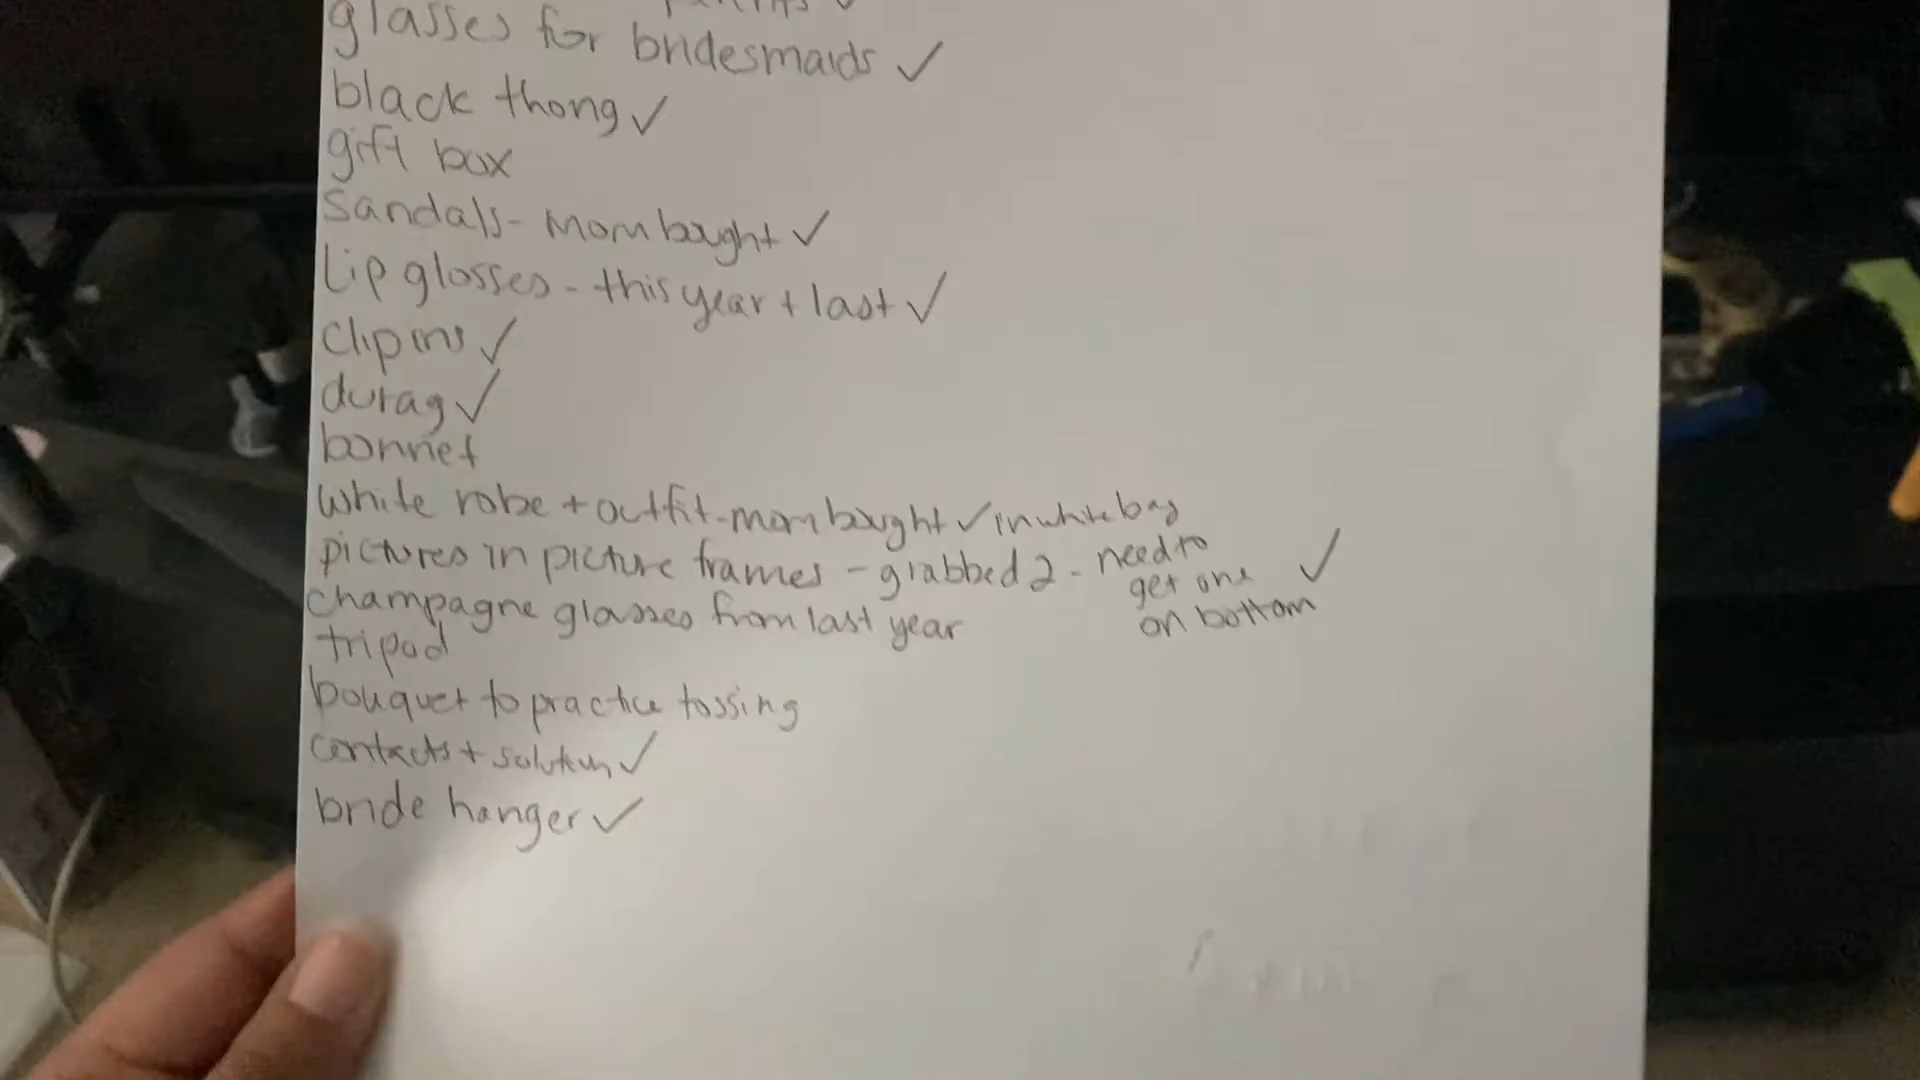 glasses for bridesmaids ✓
black thong ✓
gift box
Sandals - mom bought ✓
Lip glosses - this year + last ✓
Clip ins ✓
durag ✓
bonnet
White robe + outfit - mom bought ✓ in white bag
pictures in picture frames - grabbed 2 - need to
get one ✓
on bottom
Champagne glasses from last year
tripod
bouquet to practice tossing
contacts + solution ✓
bride hanger ✓